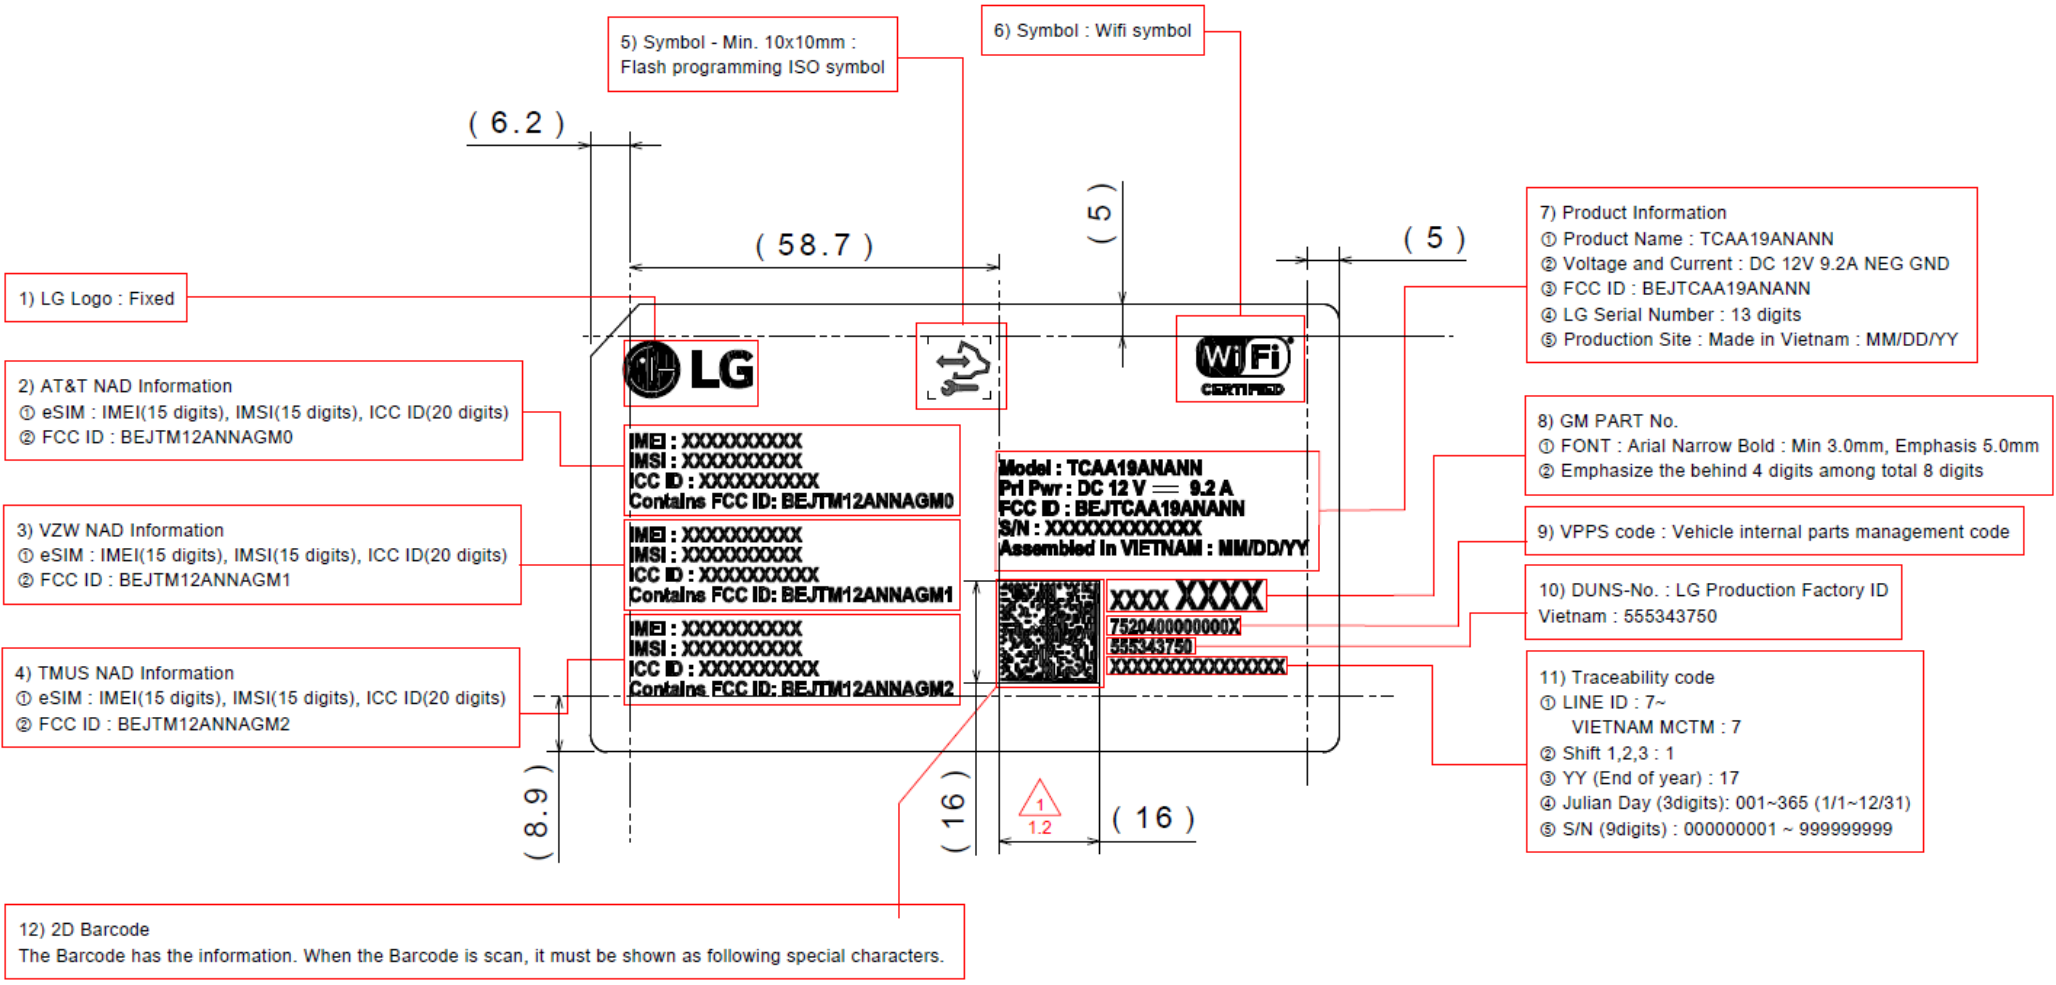 5) Symbol - Min. 10x10mm :
Flash programming ISO symbol
6) Symbol : Wifi symbol
( 6.2 )
( 5 )
( 58.7 )
( 5 )
1) LG Logo : Fixed
2) AT&T NAD Information
① eSIM : IMEI(15 digits), IMSI(15 digits), ICC ID(20 digits)
② FCC ID : BEJTM12ANNAGM0
3) VZW NAD Information
① eSIM : IMEI(15 digits), IMSI(15 digits), ICC ID(20 digits)
② FCC ID : BEJTM12ANNAGM1
4) TMUS NAD Information
① eSIM : IMEI(15 digits), IMSI(15 digits), ICC ID(20 digits)
② FCC ID : BEJTM12ANNAGM2
LG
Wi Fi
CERTIFIED
IMEI : XXXXXXXXXX
IMSI : XXXXXXXXXX
ICC ID : XXXXXXXXXX
Contains FCC ID: BEJTM12ANNAGM0
IMEI : XXXXXXXXXX
IMSI : XXXXXXXXXX
ICC ID : XXXXXXXXXX
Contains FCC ID: BEJTM12ANNAGM1
IMEI : XXXXXXXXXX
IMSI : XXXXXXXXXX
ICC ID : XXXXXXXXXX
Contains FCC ID: BEJTM12ANNAGM2
Model : TCAA19ANANN
Pri Pwr : DC 12 V ⎓ 9.2 A
FCC ID : BEJTCAA19ANANN
S/N : XXXXXXXXXXXXX
Assembled In VIETNAM : MM/DD/YY
XXXX XXXX
7520400000000X
555343750
XXXXXXXXXXXXXXXX
7) Product Information
① Product Name : TCAA19ANANN
② Voltage and Current : DC 12V 9.2A NEG GND
③ FCC ID : BEJTCAA19ANANN
④ LG Serial Number : 13 digits
⑤ Production Site : Made in Vietnam : MM/DD/YY
8) GM PART No.
① FONT : Arial Narrow Bold : Min 3.0mm, Emphasis 5.0mm
② Emphasize the behind 4 digits among total 8 digits
9) VPPS code : Vehicle internal parts management code
10) DUNS-No. : LG Production Factory ID
Vietnam : 555343750
11) Traceability code
① LINE ID : 7~
VIETNAM MCTM : 7
② Shift 1,2,3 : 1
③ YY (End of year) : 17
④ Julian Day (3digits): 001~365 (1/1~12/31)
⑤ S/N (9digits) : 000000001 ~ 999999999
( 8.9 )
( 16 )
1
1.2
( 16 )
12) 2D Barcode
The Barcode has the information. When the Barcode is scan, it must be shown as following special characters.